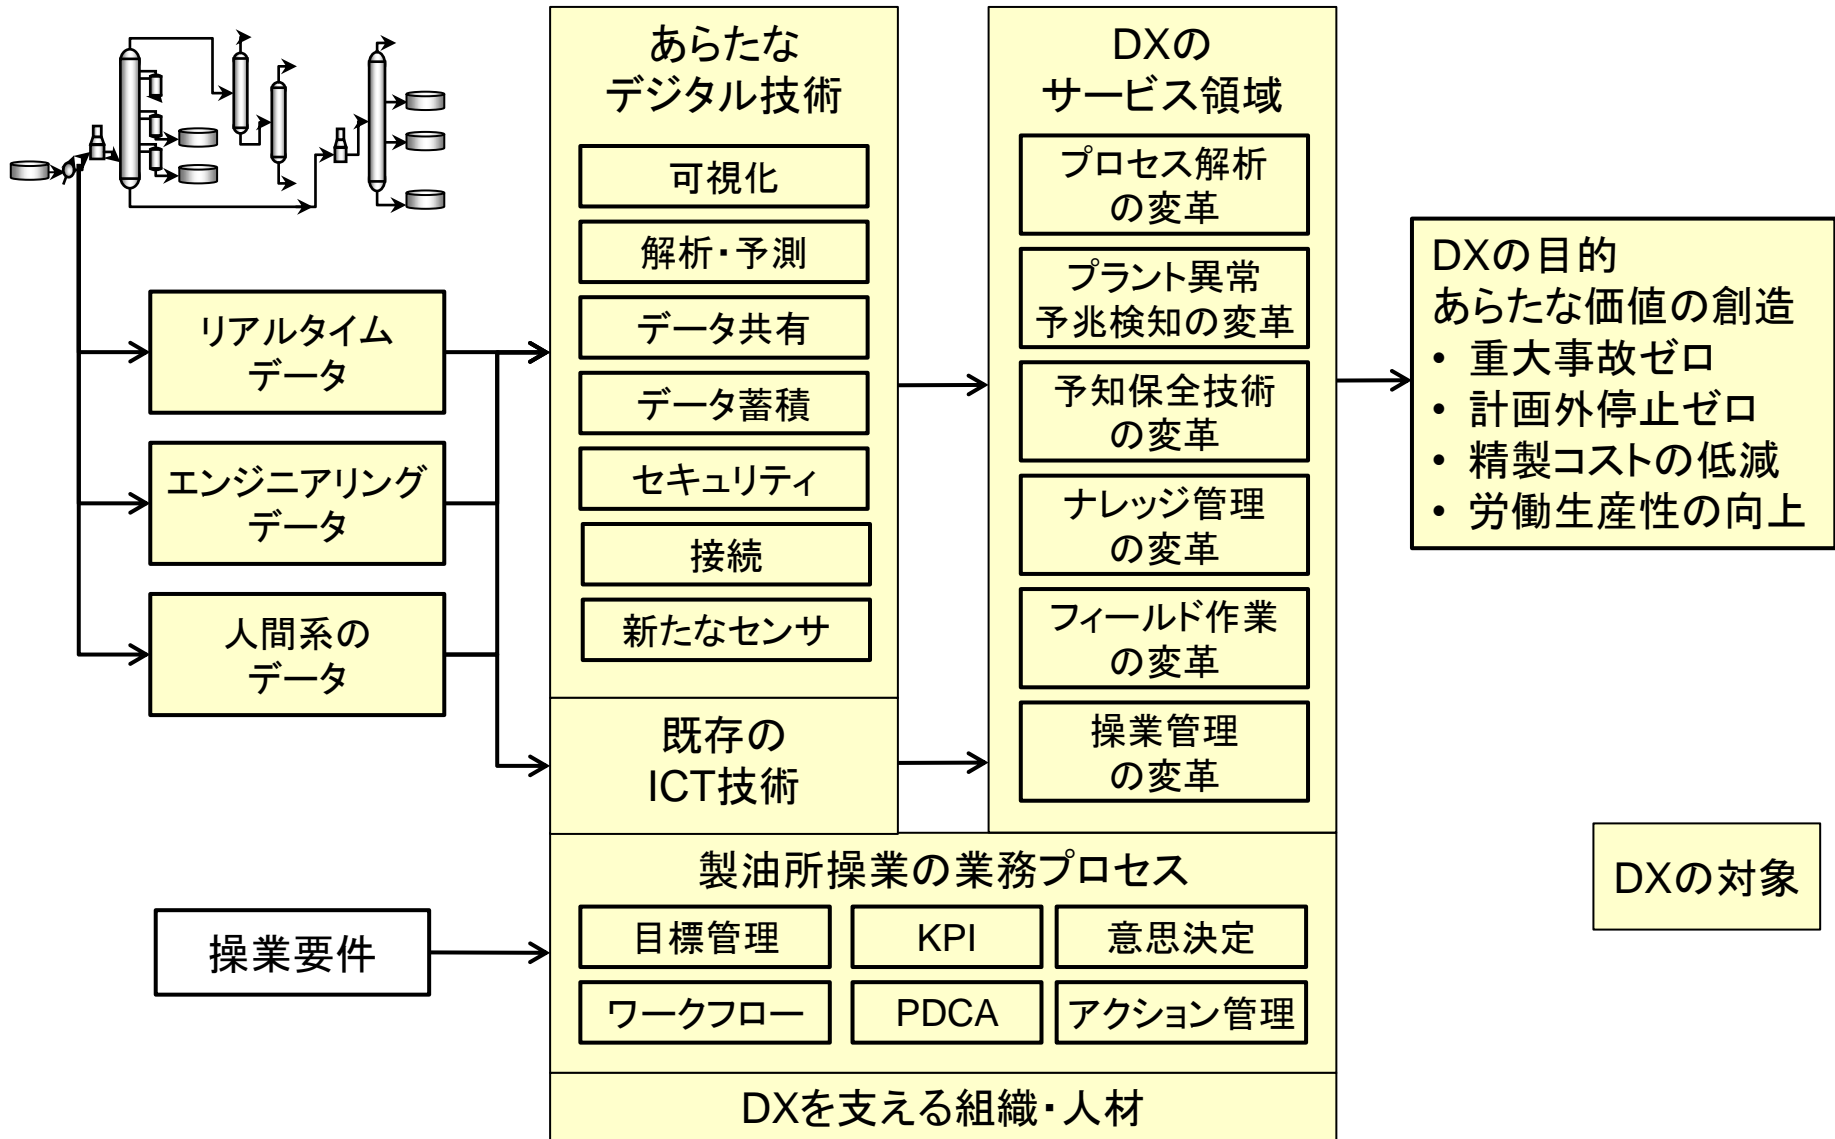 リアルタイム
データ
エンジニアリング
データ
人間系の
データ
操業要件
あらたな
デジタル技術
可視化
解析・予測
データ共有
データ蓄積
セキュリティ
接続
新たなセンサ
既存の
ICT技術
DXの
サービス領域
プロセス解析
の変革
プラント異常
予兆検知の変革
予知保全技術
の変革
ナレッジ管理
の変革
フィールド作業
の変革
操業管理
の変革
製油所操業の業務プロセス
目標管理
KPI
意思決定
ワークフロー
PDCA
アクション管理
DXを支える組織・人材
DXの目的
あらたな価値の創造
• 重大事故ゼロ
• 計画外停止ゼロ
• 精製コストの低減
• 労働生産性の向上
DXの対象